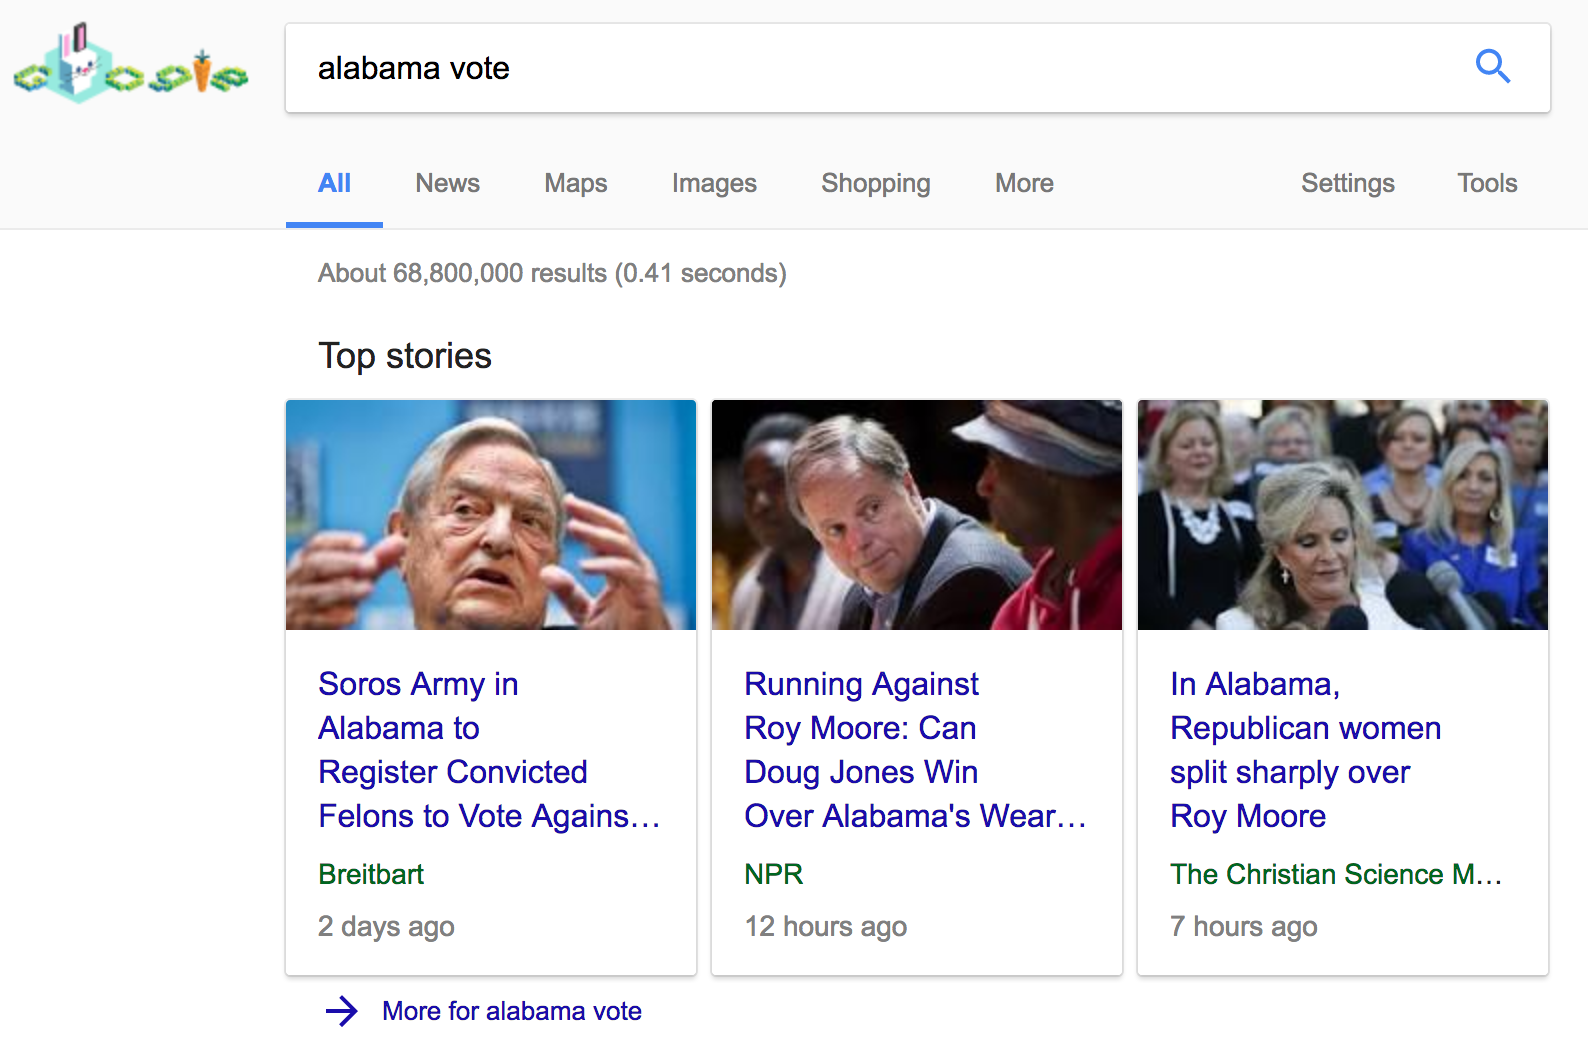 Google
alabama vote
All News Maps Images Shopping More Settings Tools
About 68,800,000 results (0.41 seconds)
Top stories
Soros Army in
Alabama to
Register Convicted
Felons to Vote Agains…
Breitbart
2 days ago
Running Against
Roy Moore: Can
Doug Jones Win
Over Alabama's Wear…
NPR
12 hours ago
In Alabama,
Republican women
split sharply over
Roy Moore
The Christian Science M…
7 hours ago
More for alabama vote